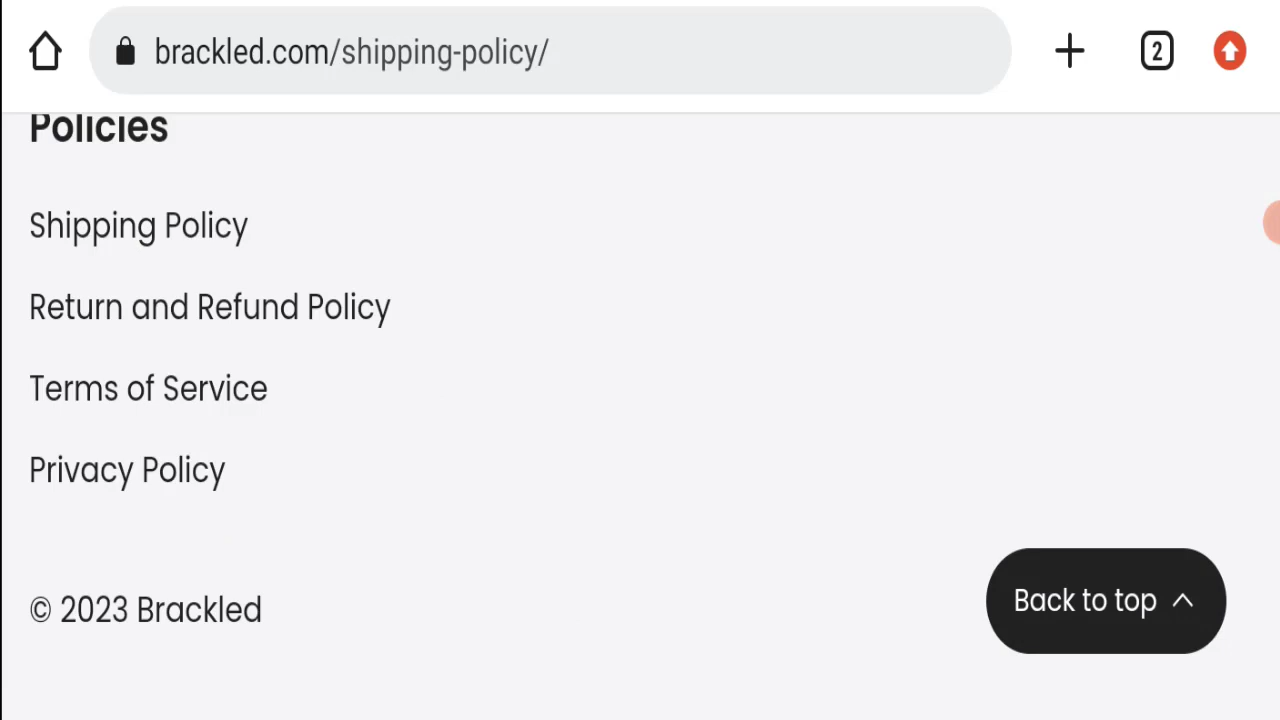 brackled.com/shipping-policy/
2
Policies
Shipping Policy
Return and Refund Policy
Terms of Service
Privacy Policy
© 2023 Brackled
Back to top